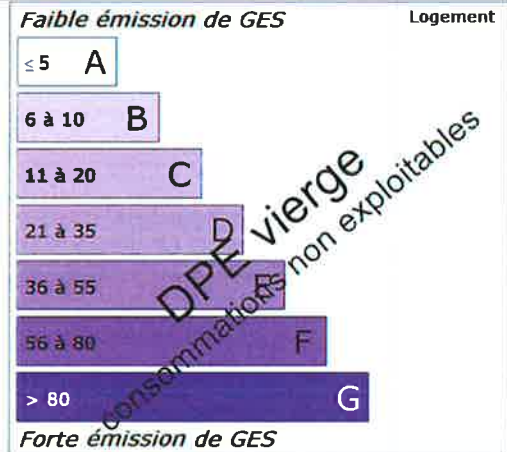 Faible émission de GES
Logement
≤ 5 A
6 à 10 B
11 à 20 C
21 à 35 D
36 à 55 E
56 à 80 F
> 80 G
DPE vierge
consommations non exploitables
Forte émission de GES